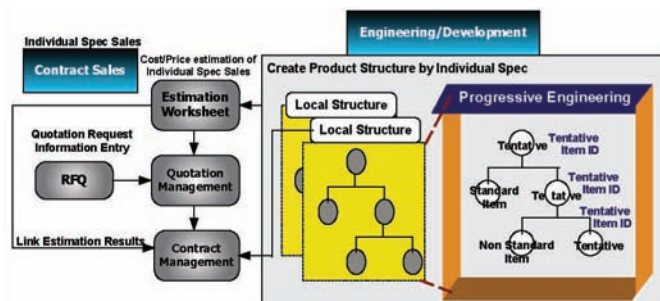 Individual Spec Sales
Contract Sales
Cost/Price estimation of
Individual Spec Sales
Estimation
Worksheet
Quotation Request
Information Entry
RFQ
Quotation
Management
Link Estimation Results
Contract
Management
Engineering/Development
Create Product Structure by Individual Spec
Local Structure
Local Structure
Progressive Engineering
Tentative
Tentative
Item ID
Standard
Item
Tentative
Tentative
Item ID
Tentative
Item ID
Non Standard
Item
Tentative